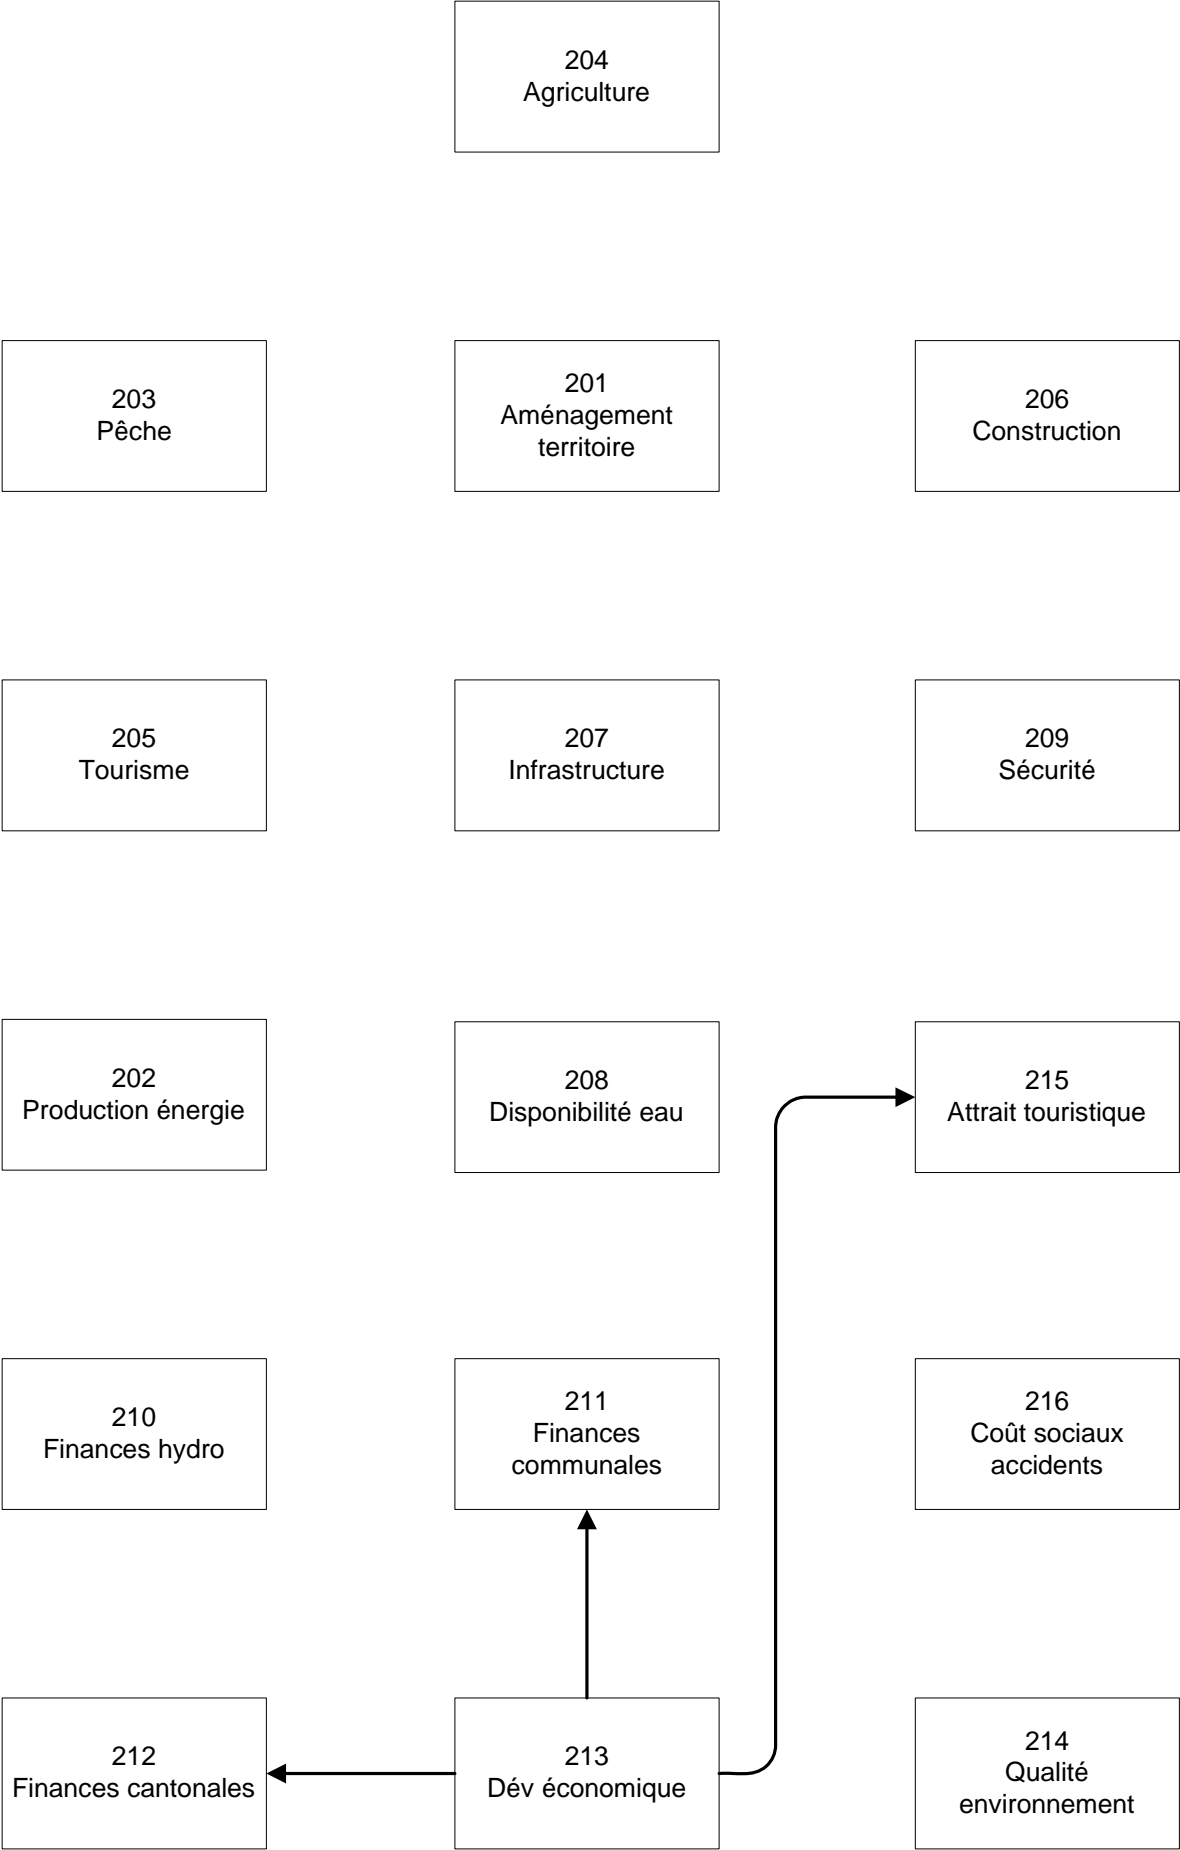 204
Agriculture
203
Pêche
201
Aménagement
territoire
206
Construction
205
Tourisme
207
Infrastructure
209
Sécurité
202
Production énergie
208
Disponibilité eau
215
Attrait touristique
210
Finances hydro
211
Finances
communales
216
Coût sociaux
accidents
212
Finances cantonales
213
Dév économique
214
Qualité
environnement